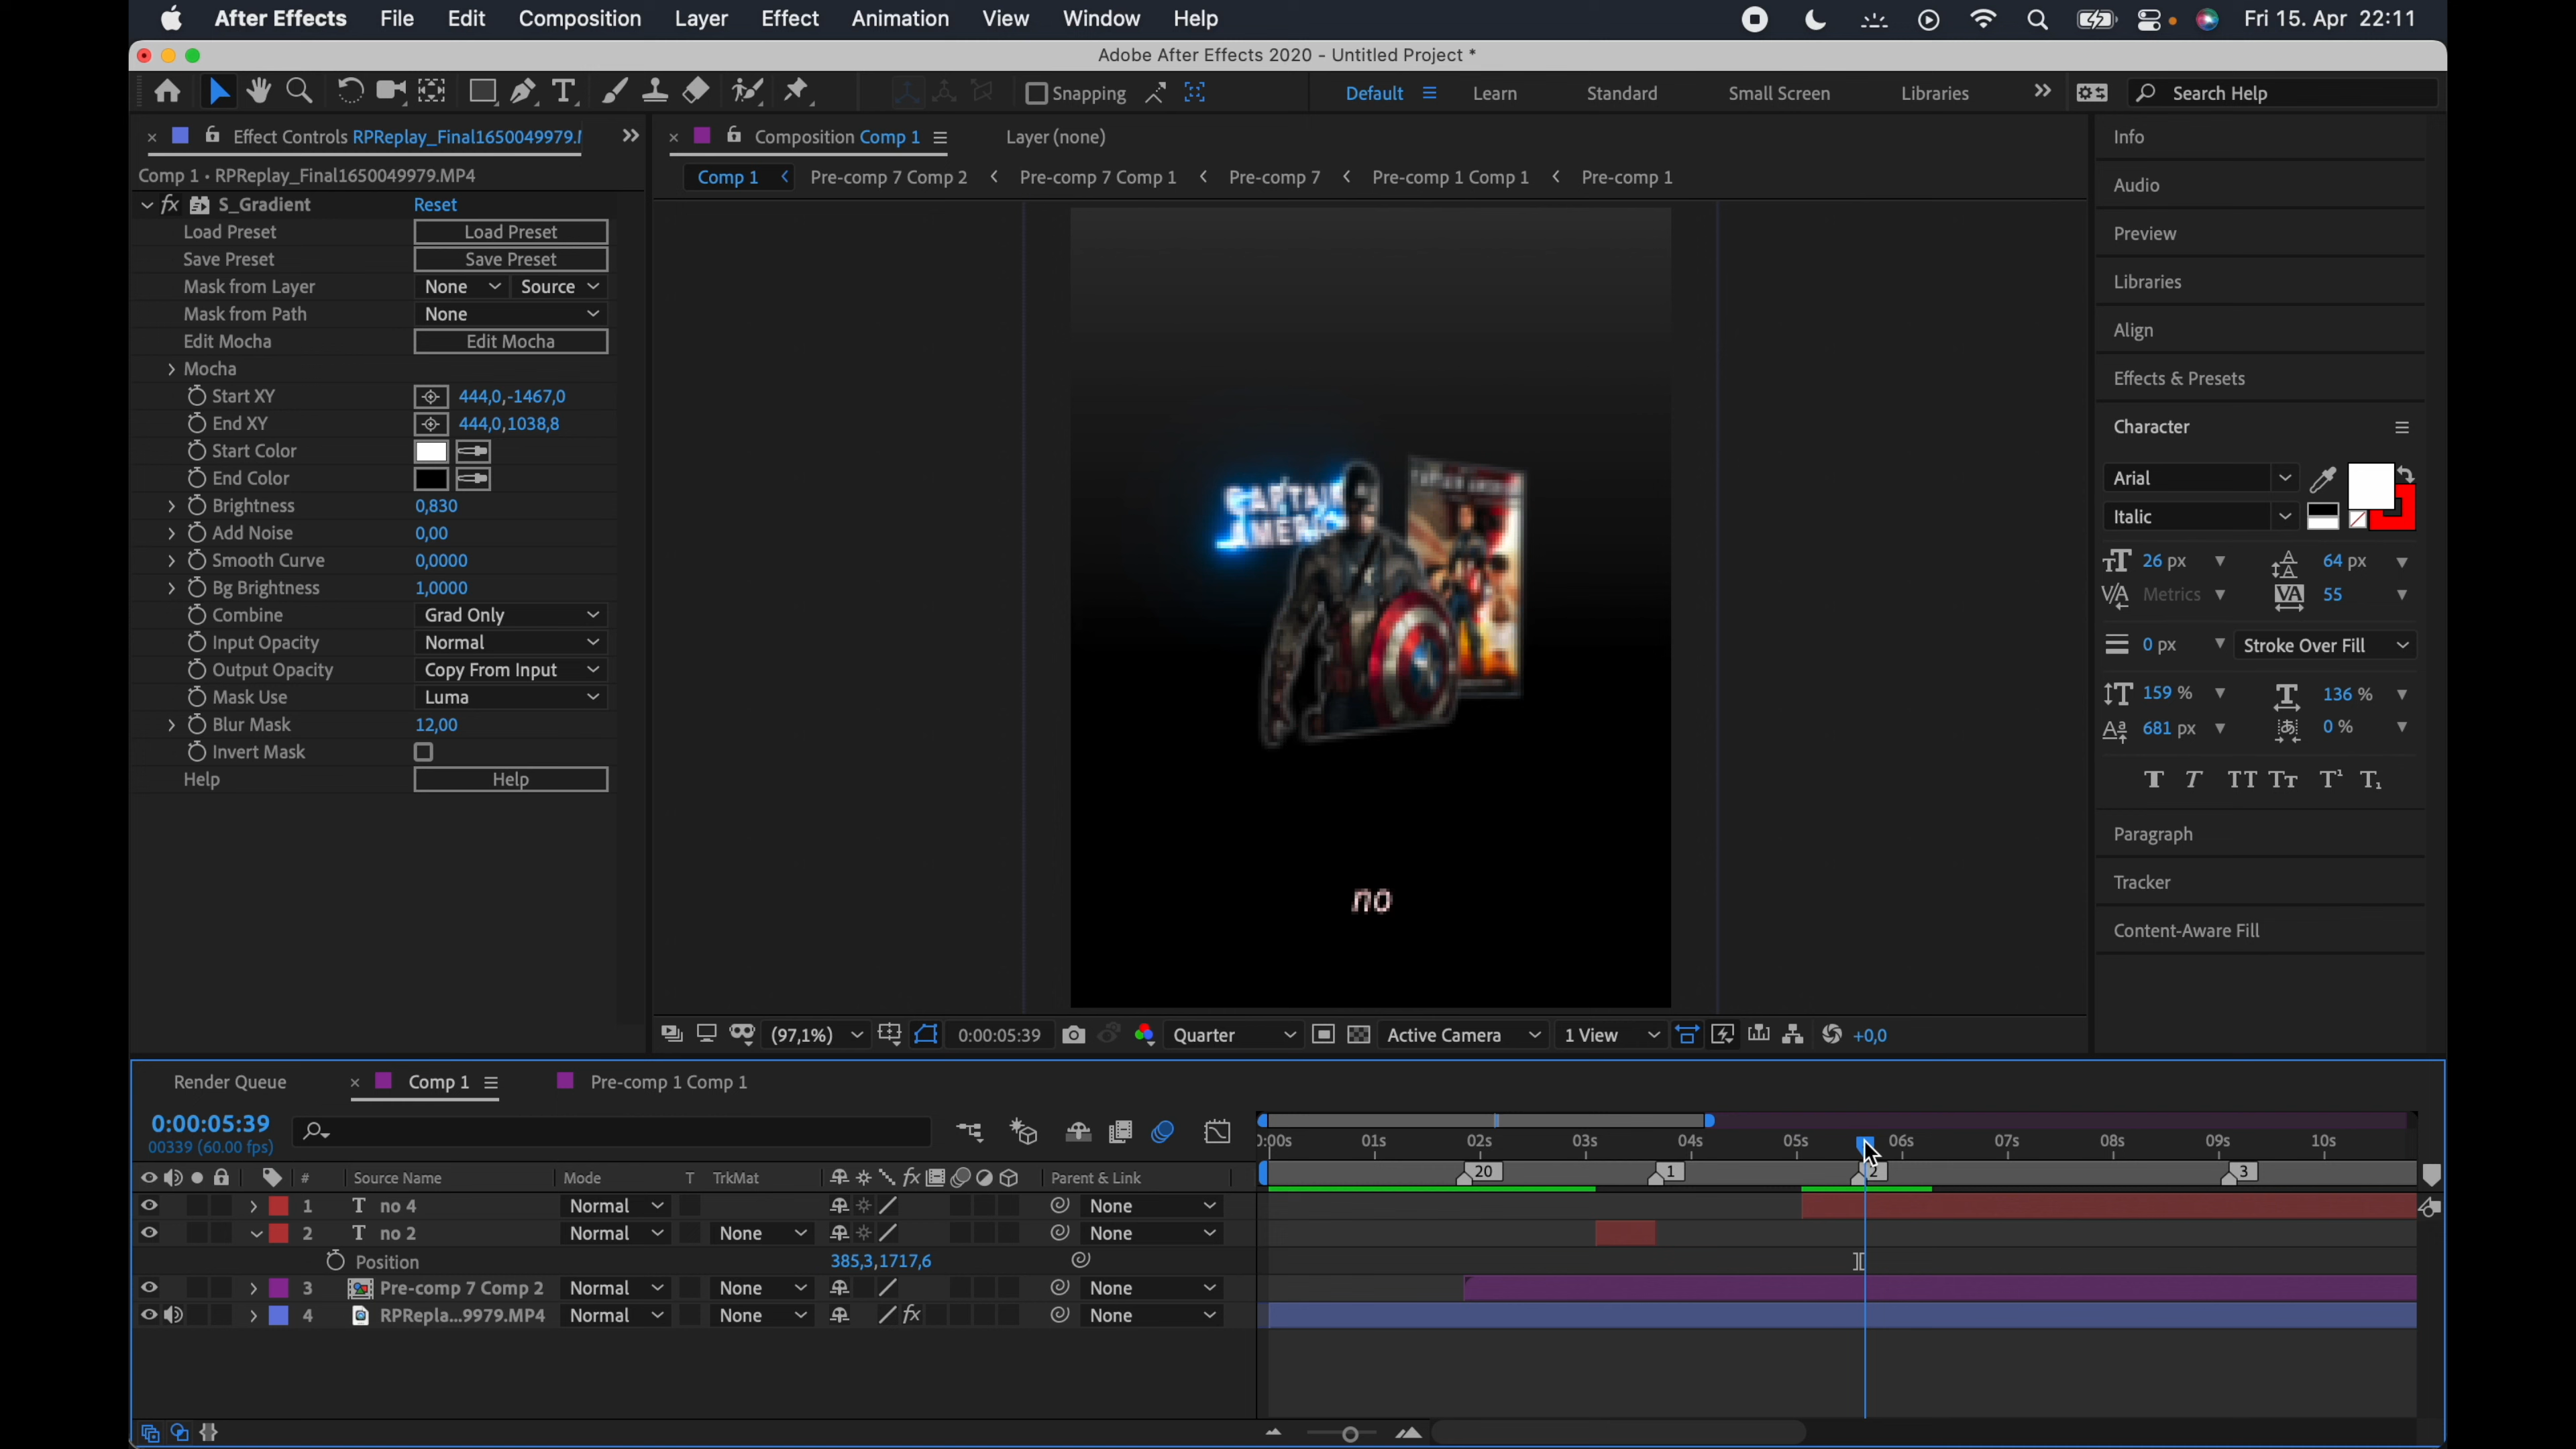 After Effects File Edit Composition Layer Effect Animation View Window Help Fri 15. Apr 22:11
Adobe After Effects 2020 - Untitled Project *
Snapping Default Learn Standard Small Screen Libraries Search Help
Effect Controls RPReplay_Final1650049979.
Comp 1 • RPReplay_Final1650049979.MP4
fx S_Gradient Reset
Load Preset Load Preset
Save Preset Save Preset
Mask from Layer None Source
Mask from Path None
Edit Mocha Edit Mocha
Mocha
Start XY 444,0,-1467,0
End XY 444,0,1038,8
Start Color
End Color
Brightness 0,830
Add Noise 0,00
Smooth Curve 0,0000
Bg Brightness 1,0000
Combine Grad Only
Input Opacity Normal
Output Opacity Copy From Input
Mask Use Luma
Blur Mask 12,00
Invert Mask
Help Help
Composition Comp 1 Layer (none)
Comp 1 Pre-comp 7 Comp 2 Pre-comp 7 Comp 1 Pre-comp 7 Pre-comp 1 Comp 1 Pre-comp 1
CAPTAI
MERIC
no
(97,1%) 0:00:05:39 Quarter Active Camera 1 View +0,0
Info
Audio
Preview
Libraries
Align
Effects & Presets
Character
Arial
Italic
26 px 64 px
Metrics 55
0 px Stroke Over Fill
159 % 136 %
681 px 0 %
T T TT Tt T¹ T₁
Paragraph
Tracker
Content-Aware Fill
Render Queue Comp 1 Pre-comp 1 Comp 1
0:00:05:39
00339 (60.00 fps)
0:00s 01s 02s 03s 04s 05s 06s 07s 08s 09s 10s
20 1 2 3
# Source Name Mode T TrkMat fx Parent & Link
1 T no 4 Normal None
2 T no 2 Normal None None
Position 385,3,1717,6
3 Pre-comp 7 Comp 2 Normal None None
4 RPRepla...9979.MP4 Normal None fx None